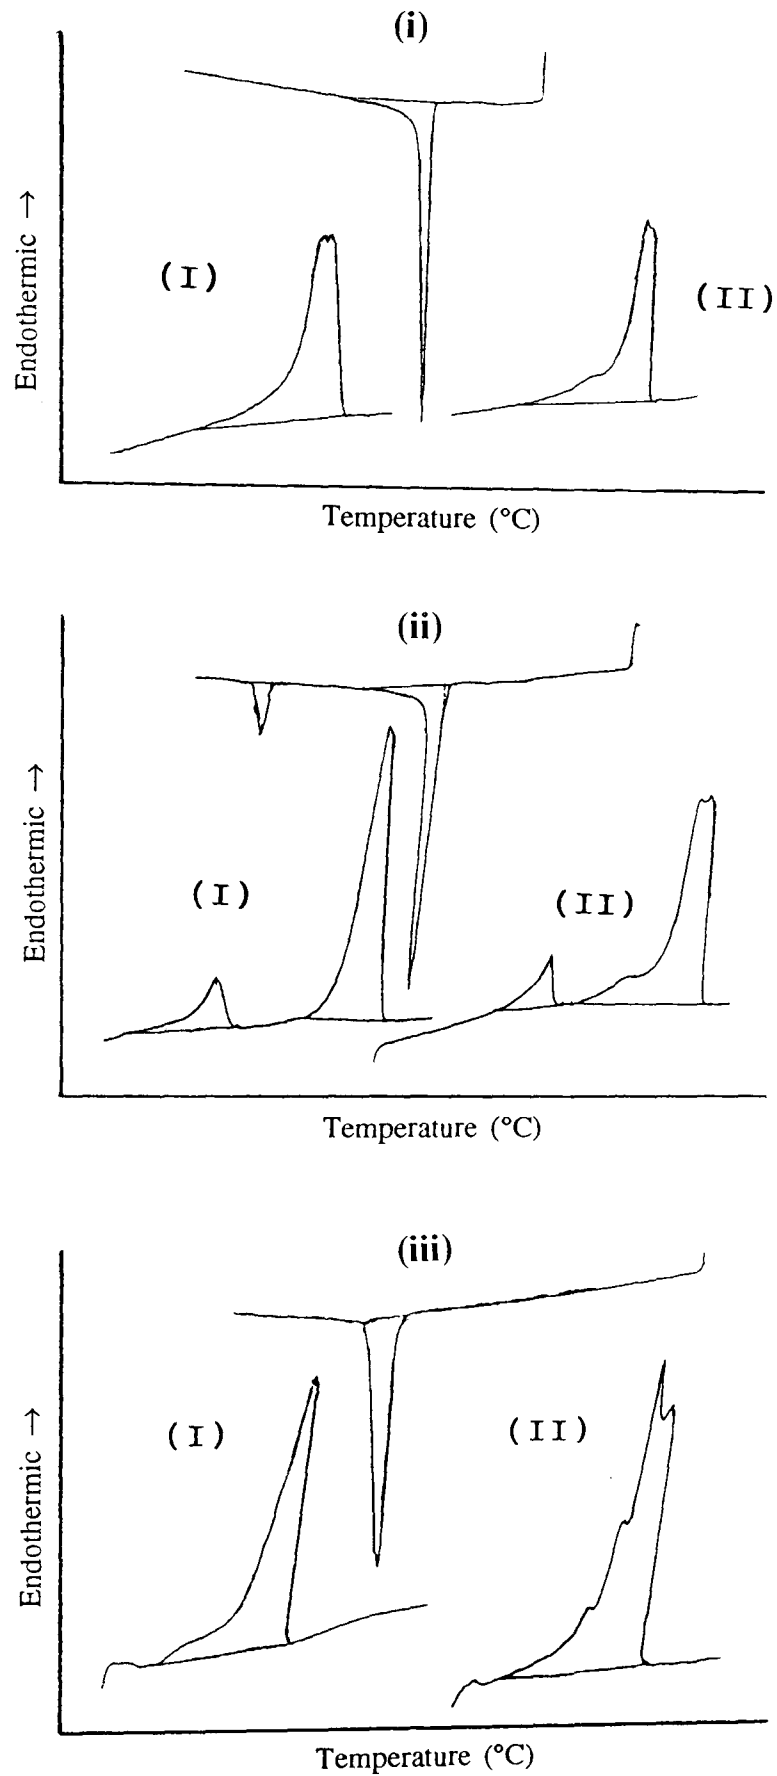 (i)
Endothermic →
(I)
(II)
Temperature (°C)
(ii)
Endothermic →
(I)
(II)
Temperature (°C)
(iii)
Endothermic →
(I)
(II)
Temperature (°C)